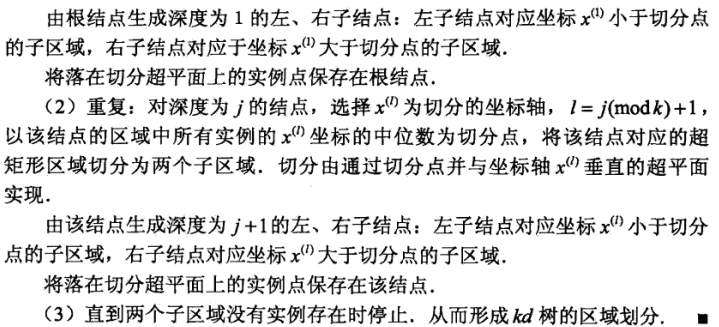 由根结点生成深度为 1 的左、右子结点：左子结点对应坐标 x⁽¹⁾ 小于切分点
的子区域，右子结点对应于坐标 x⁽¹⁾ 大于切分点的子区域．
将落在切分超平面上的实例点保存在根结点．
（2）重复：对深度为 j 的结点，选择 x⁽ˡ⁾ 为切分的坐标轴，l = j(mod k)+1，
以该结点的区域中所有实例的 x⁽ˡ⁾ 坐标的中位数为切分点，将该结点对应的超
矩形区域切分为两个子区域．切分由通过切分点并与坐标轴 x⁽ˡ⁾ 垂直的超平面
实现．
由该结点生成深度为 j+1 的左、右子结点：左子结点对应坐标 x⁽ˡ⁾ 小于切分
点的子区域，右子结点对应坐标 x⁽ˡ⁾ 大于切分点的子区域．
将落在切分超平面上的实例点保存在该结点．
（3）直到两个子区域没有实例存在时停止．从而形成 kd 树的区域划分． ■